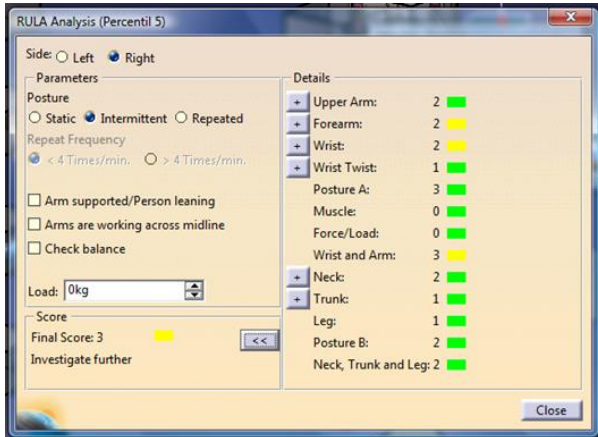 RULA Analysis (Percentil 5)
Side: Left Right
Parameters
Posture
Static Intermittent Repeated
Repeat Frequency
< 4 Times/min. > 4 Times/min.
Arm supported/Person leaning
Arms are working across midline
Check balance
Load: 0kg
Score
Final Score: 3
<<
Investigate further
Details
+ Upper Arm: 2
+ Forearm: 2
+ Wrist: 2
+ Wrist Twist: 1
Posture A: 3
Muscle: 0
Force/Load: 0
Wrist and Arm: 3
+ Neck: 2
+ Trunk: 1
Leg: 1
Posture B: 2
Neck, Trunk and Leg: 2
Close